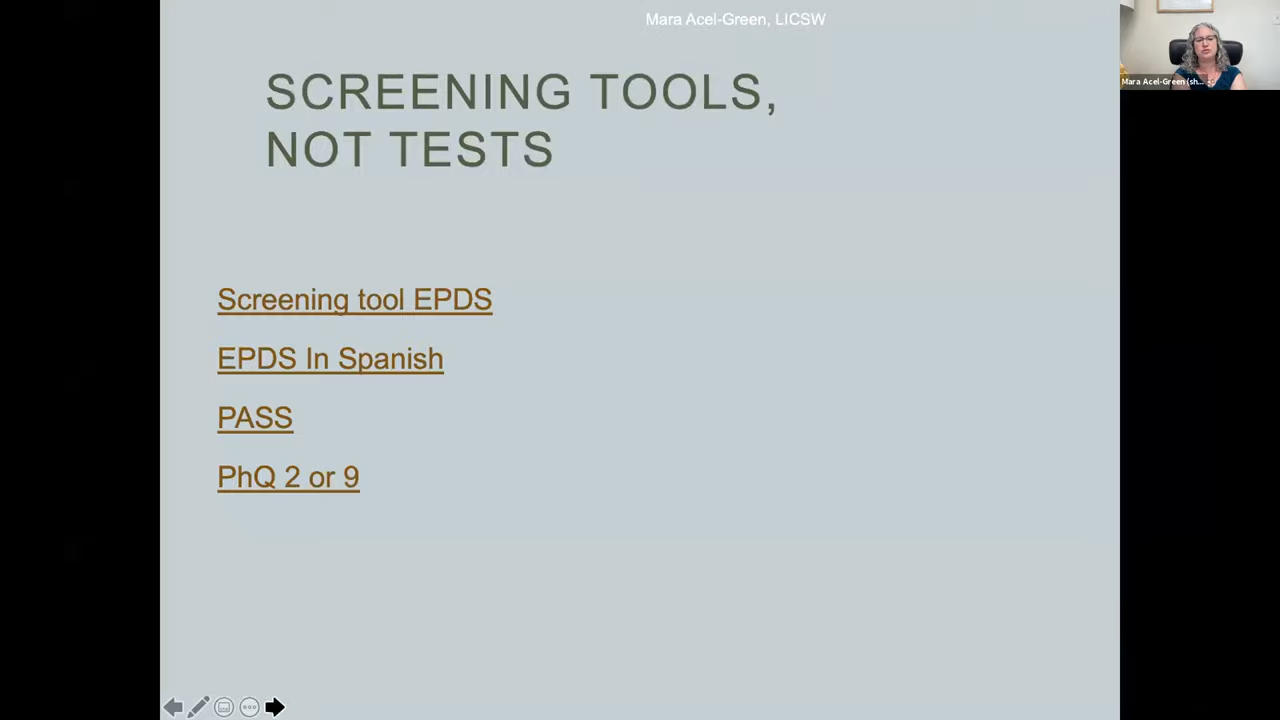 Mara Acel-Green, LICSW
SCREENING TOOLS,
NOT TESTS
Screening tool EPDS
EPDS In Spanish
PASS
PhQ 2 or 9
Mara Acel-Green (sh...